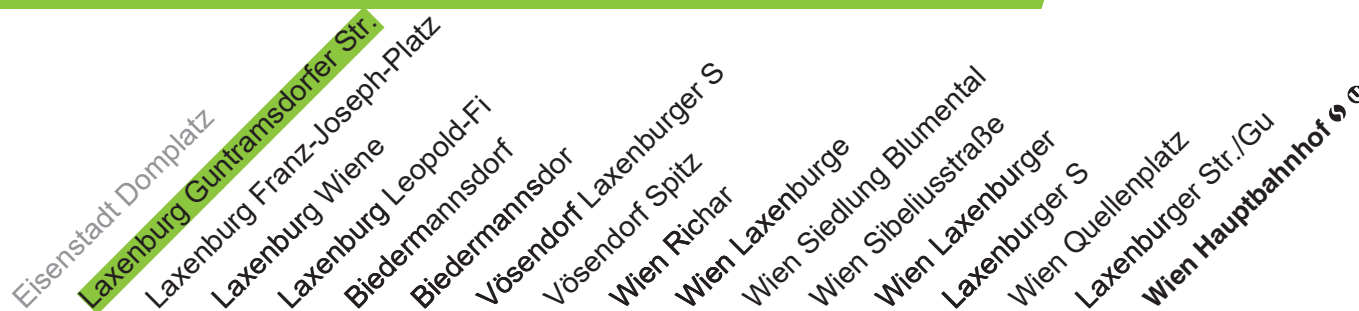 Eisenstadt Domplatz
Laxenburg Guntramsdorfer Str.
Laxenburg Franz-Joseph-Platz
Laxenburg Wiene
Laxenburg Leopold-Fi
Biedermannsdorf
Biedermannsdor
Vösendorf Laxenburger S
Vösendorf Spitz
Wien Richar
Wien Laxenburge
Wien Siedlung Blumental
Wien Sibeliusstraße
Wien Laxenburger
Laxenburger S
Wien Quellenplatz
Laxenburger Str./Gu
Wien Hauptbahnhof